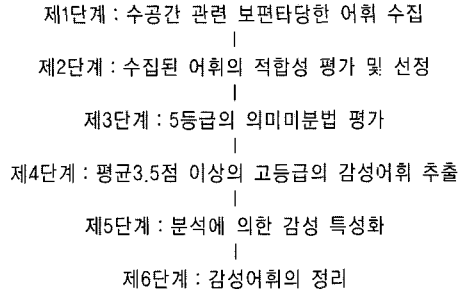 제1단계 : 수공간 관련 보편타당한 어휘 수집
제2단계 : 수집된 어휘의 적합성 평가 및 선정
제3단계 : 5등급의 의미미분법 평가
제4단계 : 평균3.5점 이상의 고등급의 감성어휘 추출
제5단계 : 분석에 의한 감성 특성화
제6단계 : 감성어휘의 정리